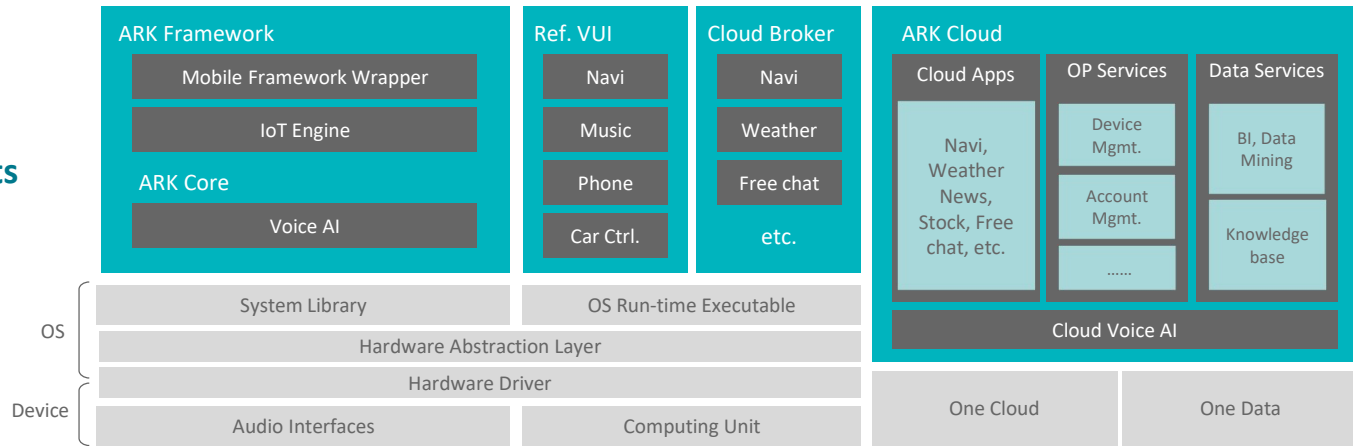 ts
ARK Framework
Mobile Framework Wrapper
IoT Engine
ARK Core
Voice AI
Ref. VUI
Navi
Music
Phone
Car Ctrl.
Cloud Broker
Navi
Weather
Free chat
etc.
ARK Cloud
Cloud Apps
Navi,
Weather
News,
Stock, Free
chat, etc.
OP Services
Device
Mgmt.
Account
Mgmt.
......
Data Services
BI, Data
Mining
Knowledge
base
Cloud Voice AI
OS
System Library
OS Run-time Executable
Hardware Abstraction Layer
Hardware Driver
Device
Audio Interfaces
Computing Unit
One Cloud
One Data